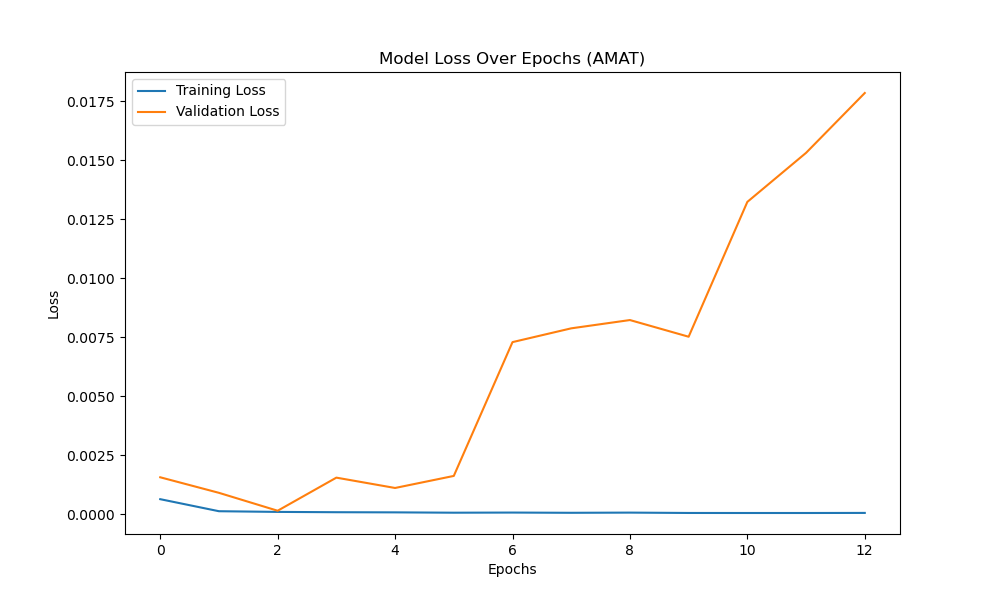 Model Loss Over Epochs (AMAT)
Training Loss
Validation Loss
0.0175
0.0150
0.0125
0.0100
0.0075
0.0050
0.0025
0.0000
Loss
0 2 4 6 8 10 12
Epochs